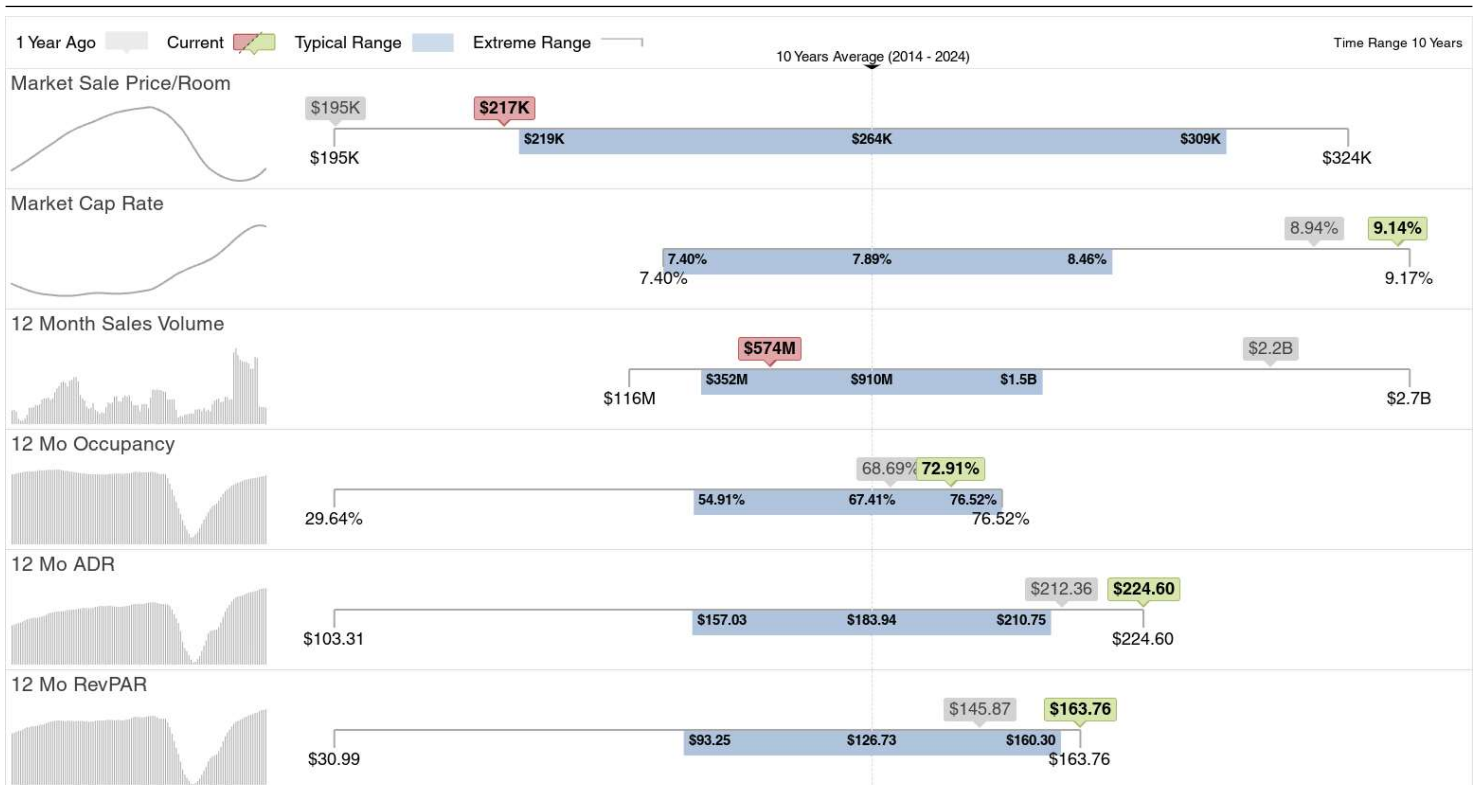 1 Year Ago Current Typical Range Extreme Range
10 Years Average (2014 - 2024)
Time Range 10 Years
Market Sale Price/Room
$195K $217K
$219K $264K $309K
$195K $324K
Market Cap Rate
8.94% 9.14%
7.40% 7.89% 8.46%
7.40% 9.17%
12 Month Sales Volume
$574M $2.2B
$352M $910M $1.5B
$116M $2.7B
12 Mo Occupancy
68.69% 72.91%
54.91% 67.41% 76.52%
29.64% 76.52%
12 Mo ADR
$212.36 $224.60
$157.03 $183.94 $210.75
$103.31 $224.60
12 Mo RevPAR
$145.87 $163.76
$93.25 $126.73 $160.30
$30.99 $163.76